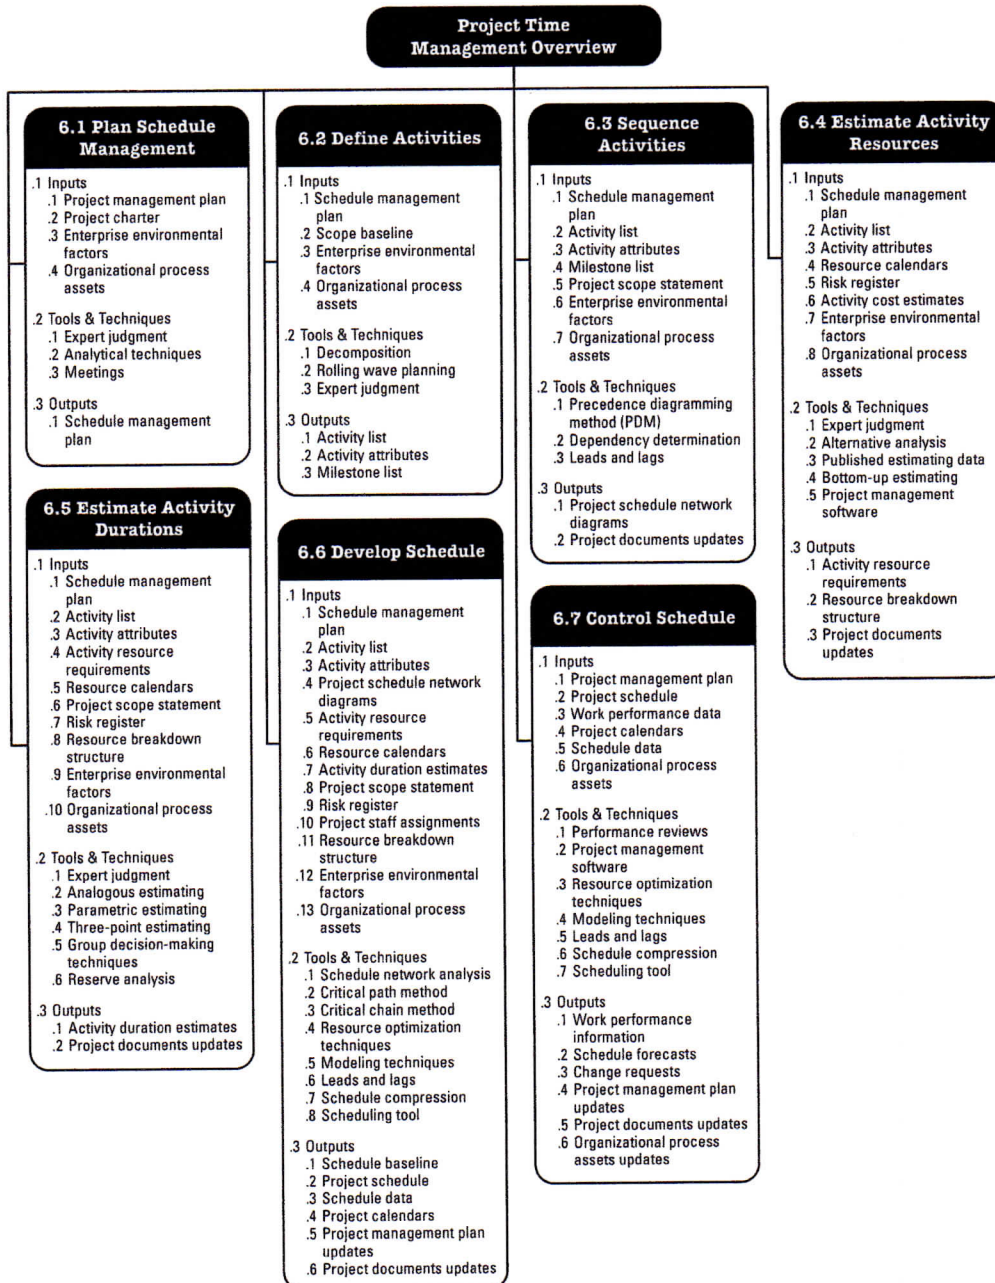 Project Time
Management Overview
6.1 Plan Schedule
Management
.1 Inputs
.1 Project management plan
.2 Project charter
.3 Enterprise environmental
factors
.4 Organizational process
assets
.2 Tools & Techniques
.1 Expert judgment
.2 Analytical techniques
.3 Meetings
.3 Outputs
.1 Schedule management
plan
6.2 Define Activities
.1 Inputs
.1 Schedule management
plan
.2 Scope baseline
.3 Enterprise environmental
factors
.4 Organizational process
assets
.2 Tools & Techniques
.1 Decomposition
.2 Rolling wave planning
.3 Expert judgment
.3 Outputs
.1 Activity list
.2 Activity attributes
.3 Milestone list
6.3 Sequence
Activities
.1 Inputs
.1 Schedule management
plan
.2 Activity list
.3 Activity attributes
.4 Milestone list
.5 Project scope statement
.6 Enterprise environmental
factors
.7 Organizational process
assets
.2 Tools & Techniques
.1 Precedence diagramming
method (PDM)
.2 Dependency determination
.3 Leads and lags
.3 Outputs
.1 Project schedule network
diagrams
.2 Project documents updates
6.4 Estimate Activity
Resources
.1 Inputs
.1 Schedule management
plan
.2 Activity list
.3 Activity attributes
.4 Resource calendars
.5 Risk register
.6 Activity cost estimates
.7 Enterprise environmental
factors
.8 Organizational process
assets
.2 Tools & Techniques
.1 Expert judgment
.2 Alternative analysis
.3 Published estimating data
.4 Bottom-up estimating
.5 Project management
software
.3 Outputs
.1 Activity resource
requirements
.2 Resource breakdown
structure
.3 Project documents
updates
6.5 Estimate Activity
Durations
.1 Inputs
.1 Schedule management
plan
.2 Activity list
.3 Activity attributes
.4 Activity resource
requirements
.5 Resource calendars
.6 Project scope statement
.7 Risk register
.8 Resource breakdown
structure
.9 Enterprise environmental
factors
.10 Organizational process
assets
.2 Tools & Techniques
.1 Expert judgment
.2 Analogous estimating
.3 Parametric estimating
.4 Three-point estimating
.5 Group decision-making
techniques
.6 Reserve analysis
.3 Outputs
.1 Activity duration estimates
.2 Project documents updates
6.6 Develop Schedule
.1 Inputs
.1 Schedule management
plan
.2 Activity list
.3 Activity attributes
.4 Project schedule network
diagrams
.5 Activity resource
requirements
.6 Resource calendars
.7 Activity duration estimates
.8 Project scope statement
.9 Risk register
.10 Project staff assignments
.11 Resource breakdown
structure
.12 Enterprise environmental
factors
.13 Organizational process
assets
.2 Tools & Techniques
.1 Schedule network analysis
.2 Critical path method
.3 Critical chain method
.4 Resource optimization
techniques
.5 Modeling techniques
.6 Leads and lags
.7 Schedule compression
.8 Scheduling tool
.3 Outputs
.1 Schedule baseline
.2 Project schedule
.3 Schedule data
.4 Project calendars
.5 Project management plan
updates
.6 Project documents updates
6.7 Control Schedule
.1 Inputs
.1 Project management plan
.2 Project schedule
.3 Work performance data
.4 Project calendars
.5 Schedule data
.6 Organizational process
assets
.2 Tools & Techniques
.1 Performance reviews
.2 Project management
software
.3 Resource optimization
techniques
.4 Modeling techniques
.5 Leads and lags
.6 Schedule compression
.7 Scheduling tool
.3 Outputs
.1 Work performance
information
.2 Schedule forecasts
.3 Change requests
.4 Project management plan
updates
.5 Project documents updates
.6 Organizational process
assets updates